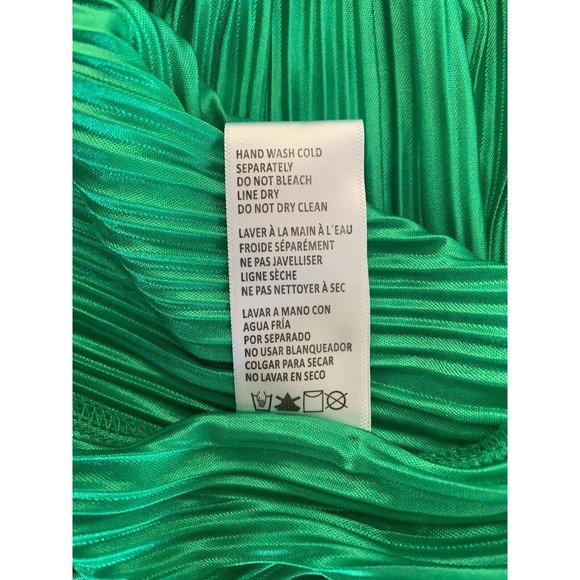 HAND WASH COLD
SEPARATELY
DO NOT BLEACH
LINE DRY
DO NOT DRY CLEAN
LAVER À LA MAIN À L'EAU
FROIDE SÉPARÉMENT
NE PAS JAVELLISER
LIGNE SÈCHE
NE PAS NETTOYER À SEC
LAVAR A MANO CON
AGUA FRÍA
POR SEPARADO
NO USAR BLANQUEADOR
COLGAR PARA SECAR
NO LAVAR EN SECO